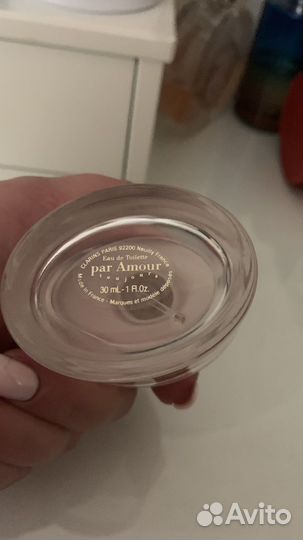 CLARINS PARIS 92200 Neuilly France
Eau de Toilette
par Amour
toujours
30 mL - 1 Fl.Oz.
Made in France - Marques et modèle déposés
Avito